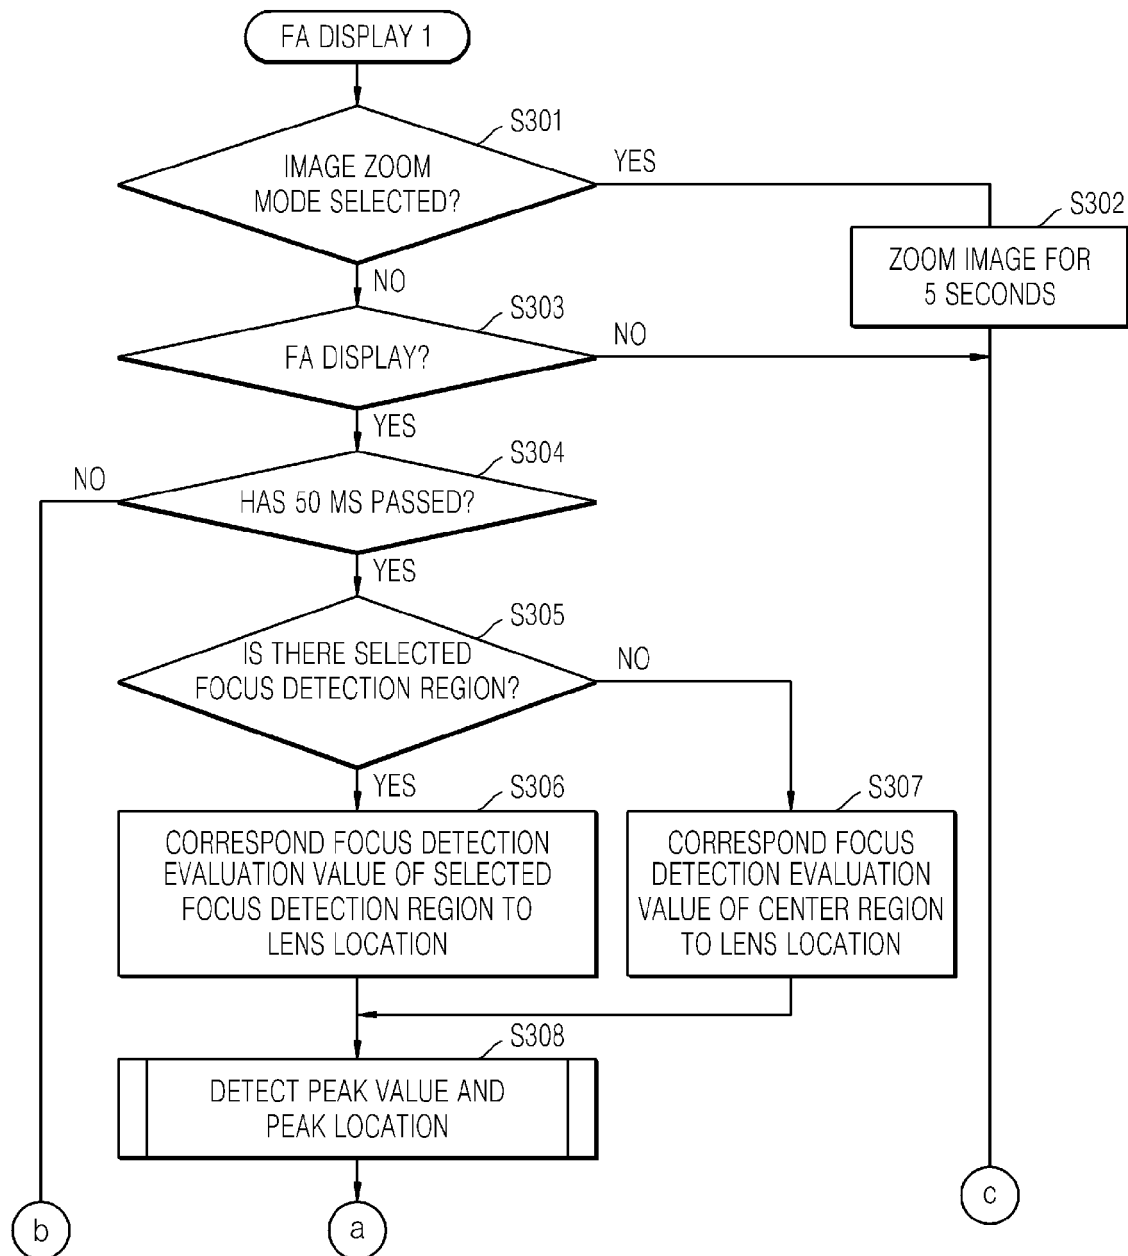 FA DISPLAY 1
S301
IMAGE ZOOM
MODE SELECTED?
YES
S302
ZOOM IMAGE FOR
5 SECONDS
NO
S303
FA DISPLAY?
NO
YES
S304
NO
HAS 50 MS PASSED?
YES
S305
IS THERE SELECTED
FOCUS DETECTION REGION?
NO
YES
S306
CORRESPOND FOCUS DETECTION
EVALUATION VALUE OF SELECTED
FOCUS DETECTION REGION TO
LENS LOCATION
S307
CORRESPOND FOCUS
DETECTION EVALUATION
VALUE OF CENTER REGION
TO LENS LOCATION
S308
DETECT PEAK VALUE AND
PEAK LOCATION
b
a
c